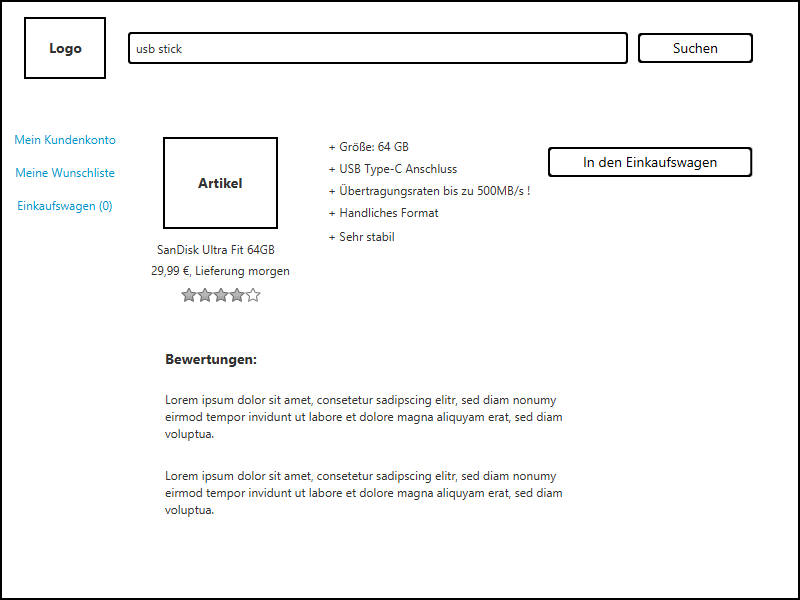 Logo
usb stick
Suchen
Mein Kundenkonto
Meine Wunschliste
Einkaufswagen (0)
Artikel
SanDisk Ultra Fit 64GB
29,99 €, Lieferung morgen
+ Größe: 64 GB
+ USB Type-C Anschluss
+ Übertragungsraten bis zu 500MB/s !
+ Handliches Format
+ Sehr stabil
In den Einkaufswagen
Bewertungen:
Lorem ipsum dolor sit amet, consetetur sadipscing elitr, sed diam nonumy
eirmod tempor invidunt ut labore et dolore magna aliquyam erat, sed diam
voluptua.
Lorem ipsum dolor sit amet, consetetur sadipscing elitr, sed diam nonumy
eirmod tempor invidunt ut labore et dolore magna aliquyam erat, sed diam
voluptua.